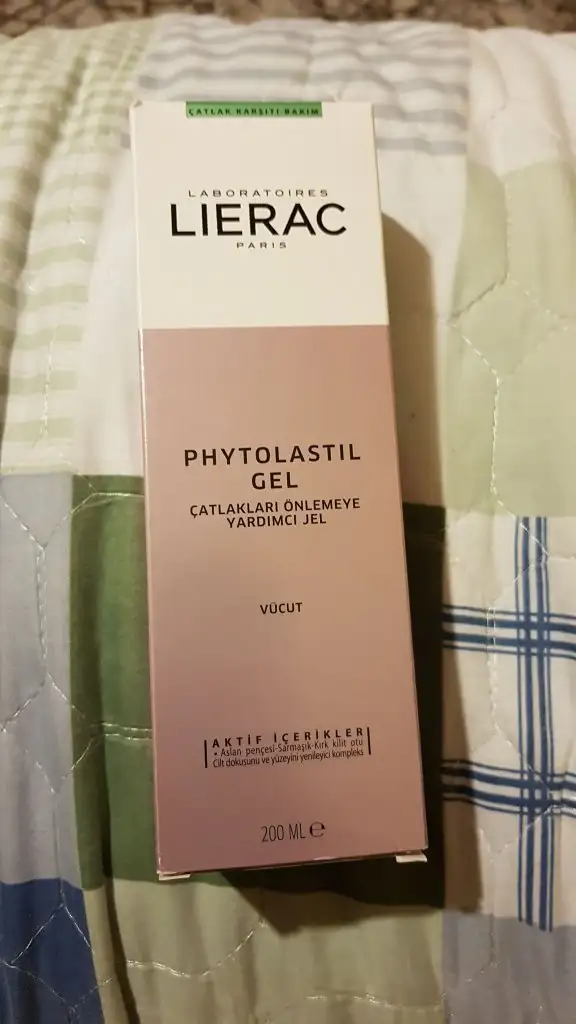 ÇATLAK KARŞITI BAKIM
LABORATOIRES
LIERAC
PARIS
PHYTOLASTIL
GEL
ÇATLAKLARI ÖNLEMEYE
YARDIMCI JEL
VÜCUT
AKTİF İÇERİKLER
+ Aslan pençesi-Sarmaşık-Kırk kilit otu
Cilt dokusunu ve yüzeyini yenileyici kompleks
200 ML ℮